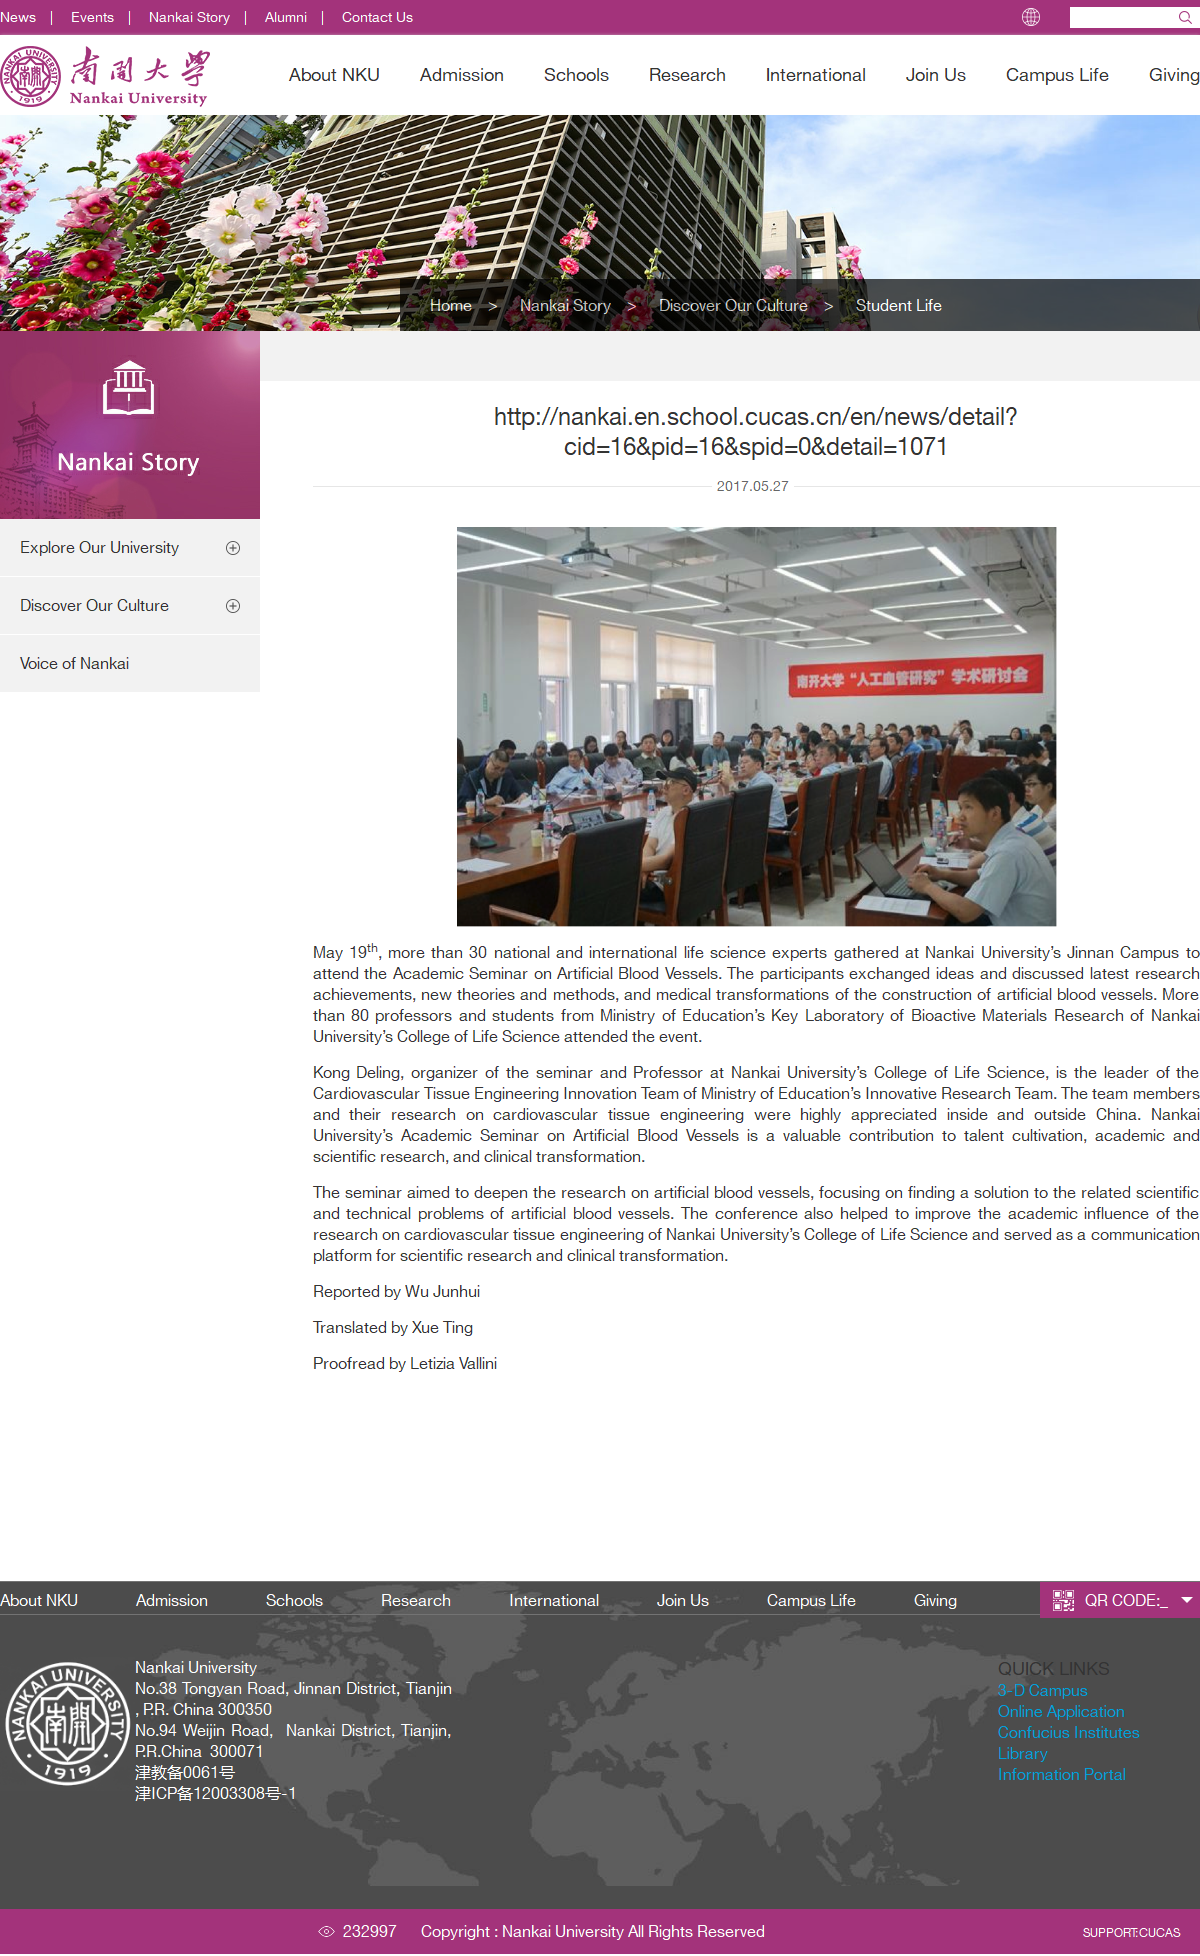 News | Events | Nankai Story | Alumni | Contact Us
NANKAI UNIVERSITY
1919
南開大學
Nankai University
About NKU Admission Schools Research International Join Us Campus Life Giving
Home > Nankai Story > Discover Our Culture > Student Life
Nankai Story
Explore Our University
Discover Our Culture
Voice of Nankai
http://nankai.en.school.cucas.cn/en/news/detail?
cid=16&pid=16&spid=0&detail=1071
2017.05.27
南开大学“人工血管研究”学术研讨会
May 19th, more than 30 national and international life science experts gathered at Nankai University’s Jinnan Campus to
attend the Academic Seminar on Artificial Blood Vessels. The participants exchanged ideas and discussed latest research
achievements, new theories and methods, and medical transformations of the construction of artificial blood vessels. More
than 80 professors and students from Ministry of Education’s Key Laboratory of Bioactive Materials Research of Nankai
University’s College of Life Science attended the event.
Kong Deling, organizer of the seminar and Professor at Nankai University’s College of Life Science, is the leader of the
Cardiovascular Tissue Engineering Innovation Team of Ministry of Education’s Innovative Research Team. The team members
and their research on cardiovascular tissue engineering were highly appreciated inside and outside China. Nankai
University’s Academic Seminar on Artificial Blood Vessels is a valuable contribution to talent cultivation, academic and
scientific research, and clinical transformation.
The seminar aimed to deepen the research on artificial blood vessels, focusing on finding a solution to the related scientific
and technical problems of artificial blood vessels. The conference also helped to improve the academic influence of the
research on cardiovascular tissue engineering of Nankai University’s College of Life Science and served as a communication
platform for scientific research and clinical transformation.
Reported by Wu Junhui
Translated by Xue Ting
Proofread by Letizia Vallini
About NKU Admission Schools Research International Join Us Campus Life Giving QR CODE:_
NANKAI UNIVERSITY
南開
1919
Nankai University
No.38 Tongyan Road, Jinnan District, Tianjin
, P.R. China 300350
No.94 Weijin Road, Nankai District, Tianjin,
P.R.China 300071
津教备0061号
津ICP备12003308号-1
QUICK LINKS
3-D Campus
Online Application
Confucius Institutes
Library
Information Portal
232997 Copyright : Nankai University All Rights Reserved
SUPPORT:CUCAS